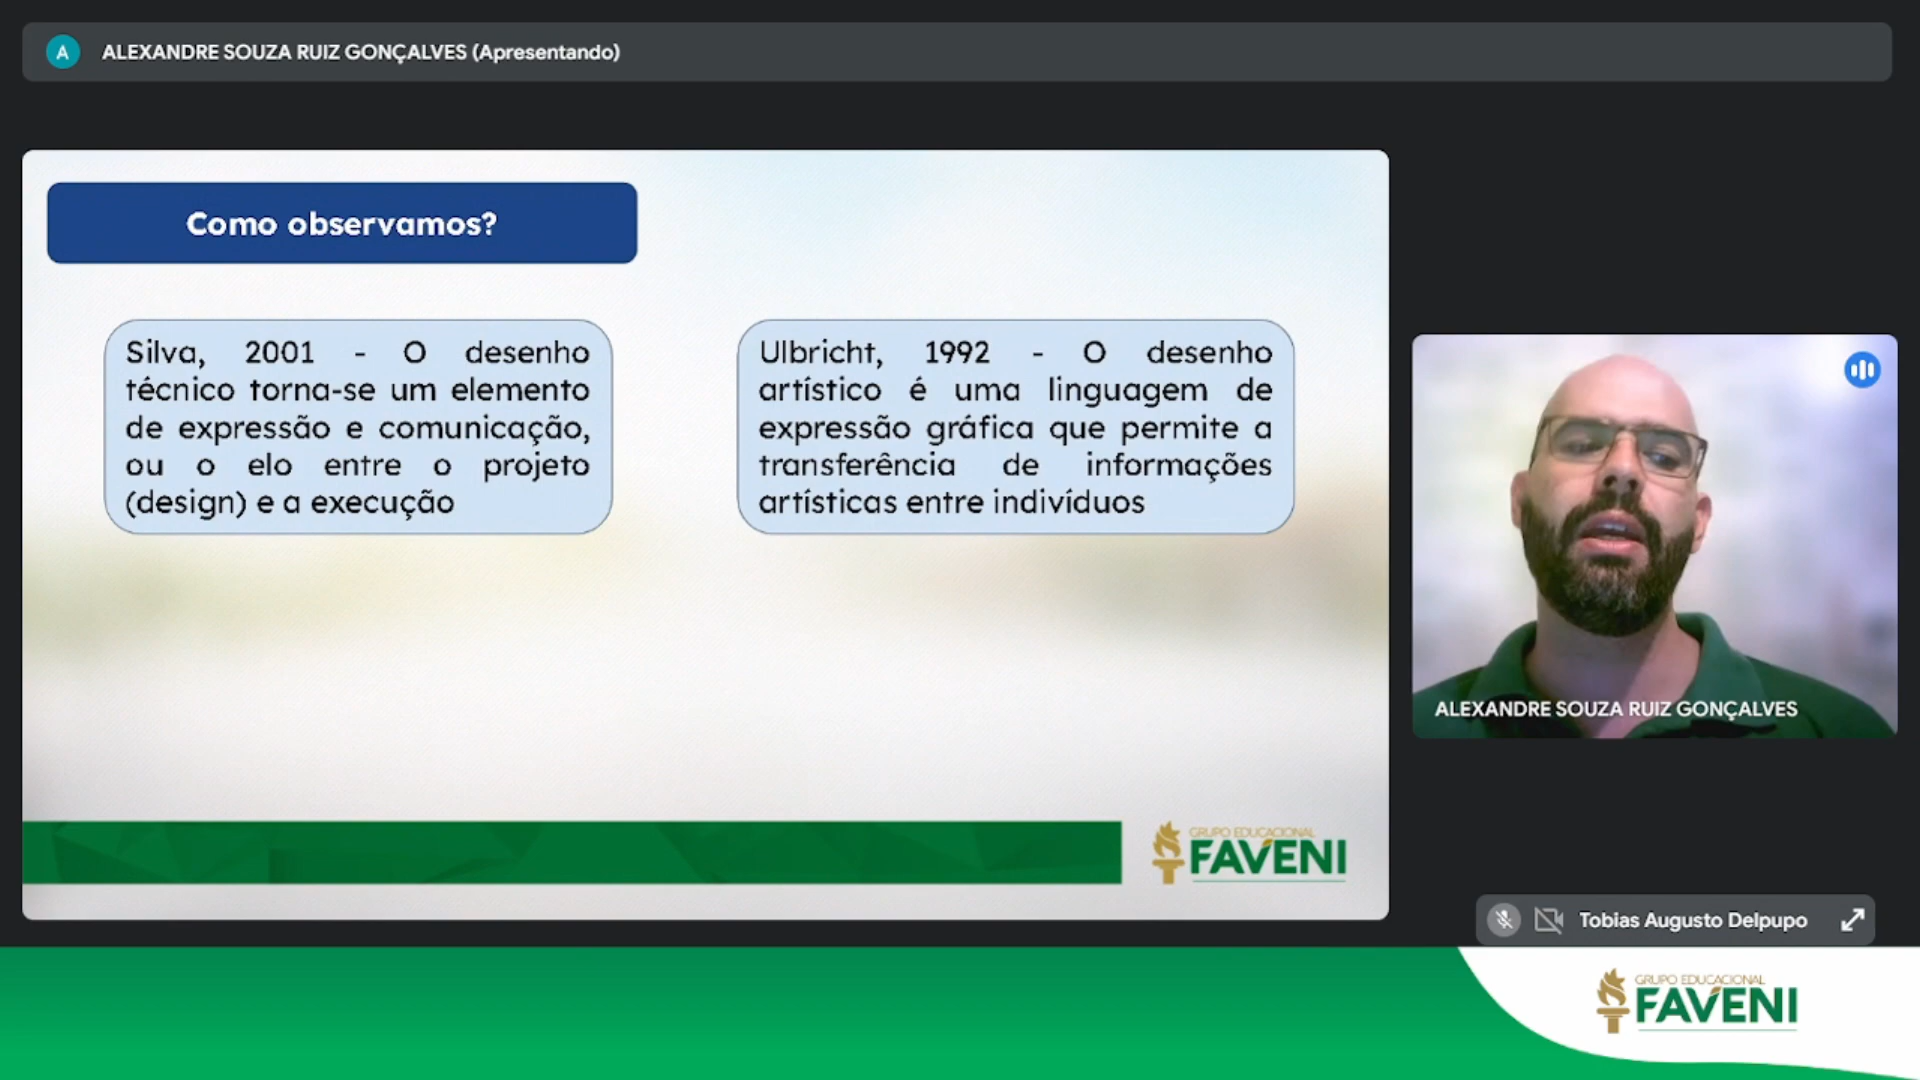 A
ALEXANDRE SOUZA RUIZ GONÇALVES (Apresentando)
Como observamos?
Silva, 2001 - O desenho
técnico torna-se um elemento
de expressão e comunicação,
ou o elo entre o projeto
(design) e a execução
Ulbricht, 1992 - O desenho
artístico é uma linguagem de
expressão gráfica que permite a
transferência de informações
artísticas entre indivíduos
GRUPO EDUCACIONAL
FAVENI
ALEXANDRE SOUZA RUIZ GONÇALVES
Tobias Augusto Delpupo
GRUPO EDUCACIONAL
FAVENI